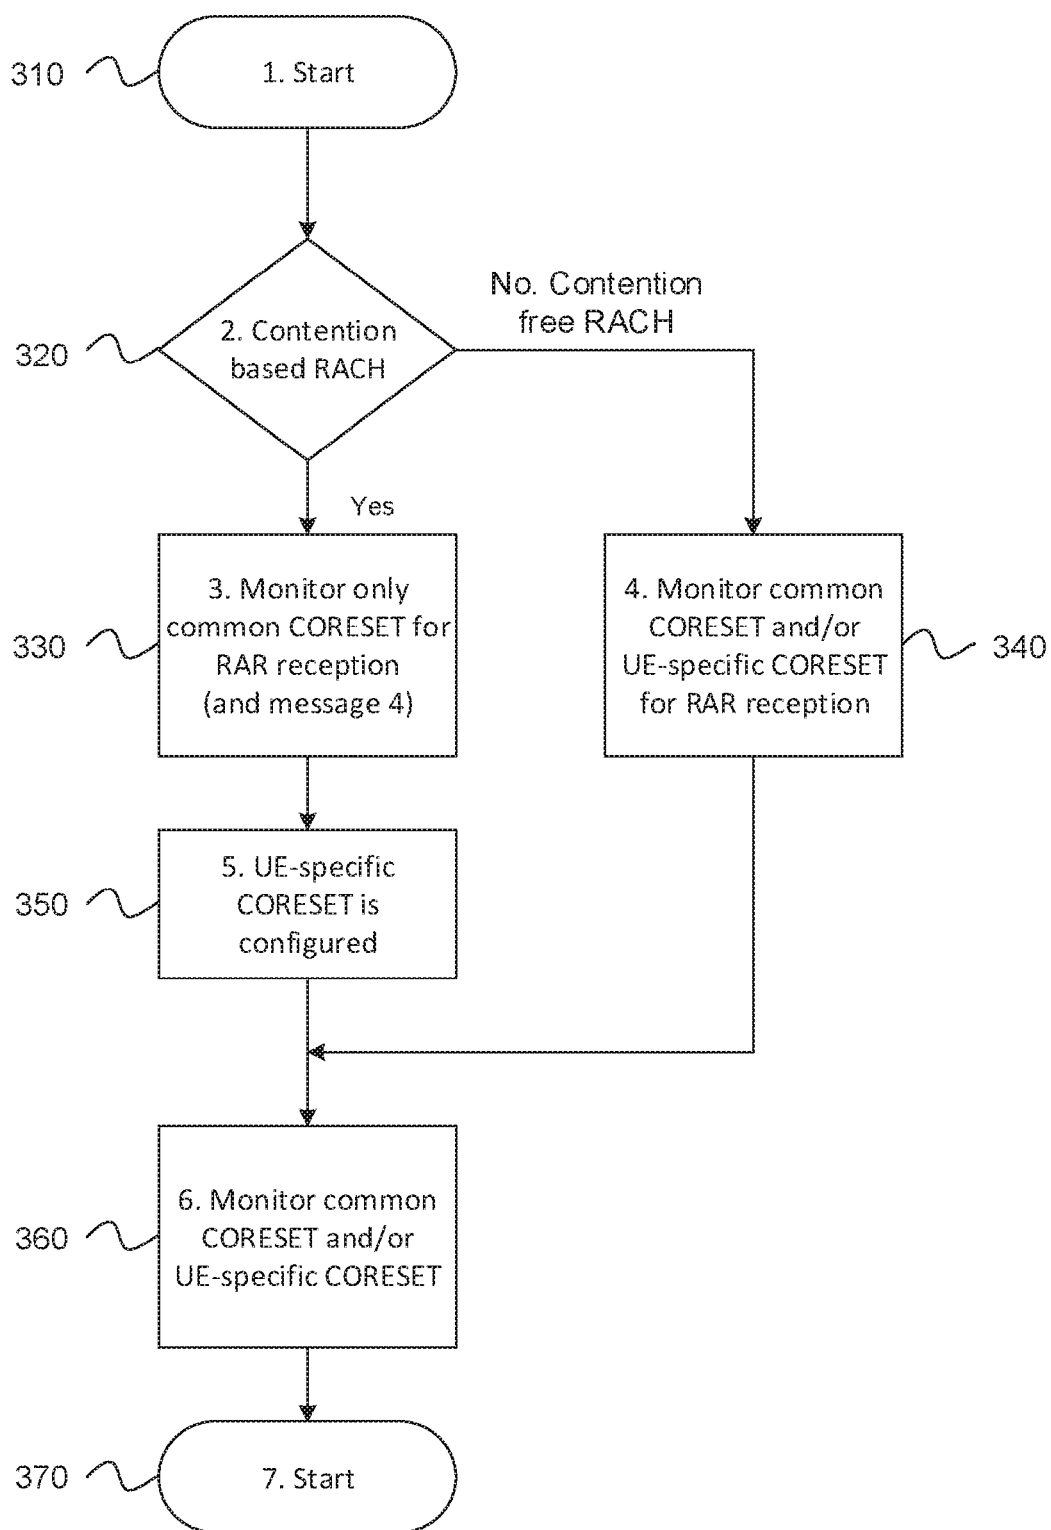 310
1. Start
No. Contention
free RACH
320
2. Contention
based RACH
Yes
330
3. Monitor only
common CORESET for
RAR reception
(and message 4)
4. Monitor common
CORESET and/or
UE-specific CORESET
for RAR reception
340
350
5. UE-specific
CORESET is
configured
360
6. Monitor common
CORESET and/or
UE-specific CORESET
370
7. Start